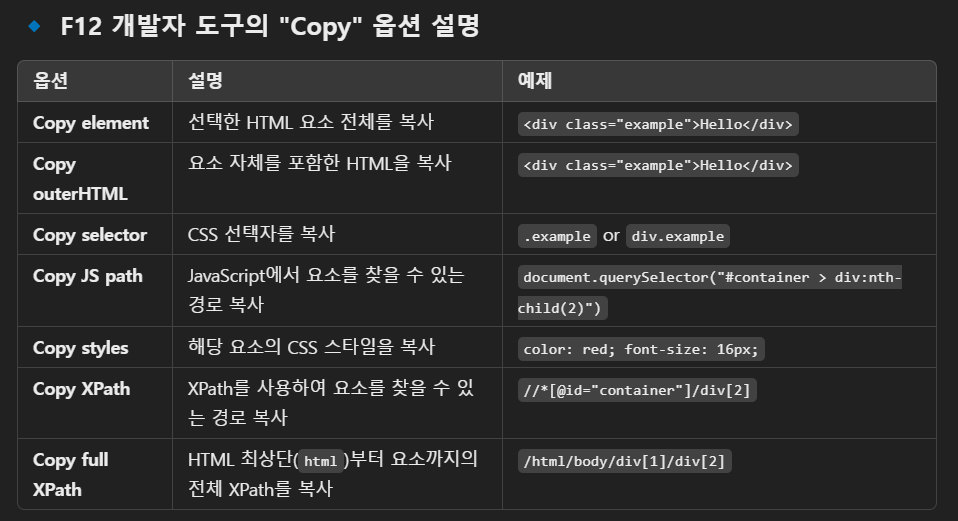 F12 개발자 도구의 "Copy" 옵션 설명
옵션 설명 예제
Copy element 선택한 HTML 요소 전체를 복사 <div class="example">Hello</div>
Copy outerHTML 요소 자체를 포함한 HTML을 복사 <div class="example">Hello</div>
Copy selector CSS 선택자를 복사 .example or div.example
Copy JS path JavaScript에서 요소를 찾을 수 있는 경로 복사 document.querySelector("#container > div:nth-child(2)")
Copy styles 해당 요소의 CSS 스타일을 복사 color: red; font-size: 16px;
Copy XPath XPath를 사용하여 요소를 찾을 수 있는 경로 복사 //*[@id="container"]/div[2]
Copy full XPath HTML 최상단(html)부터 요소까지의 전체 XPath를 복사 /html/body/div[1]/div[2]